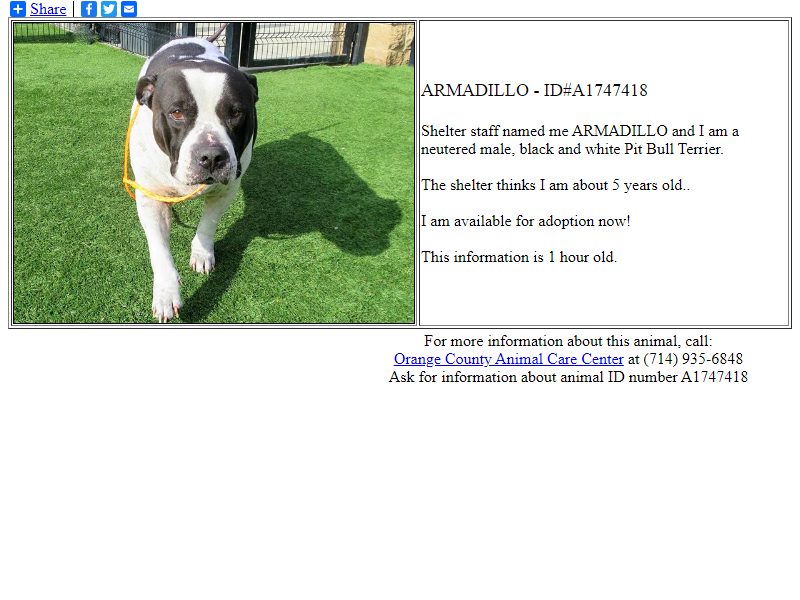 Share
ARMADILLO - ID#A1747418
Shelter staff named me ARMADILLO and I am a
neutered male, black and white Pit Bull Terrier.
The shelter thinks I am about 5 years old..
I am available for adoption now!
This information is 1 hour old.
For more information about this animal, call:
Orange County Animal Care Center at (714) 935-6848
Ask for information about animal ID number A1747418